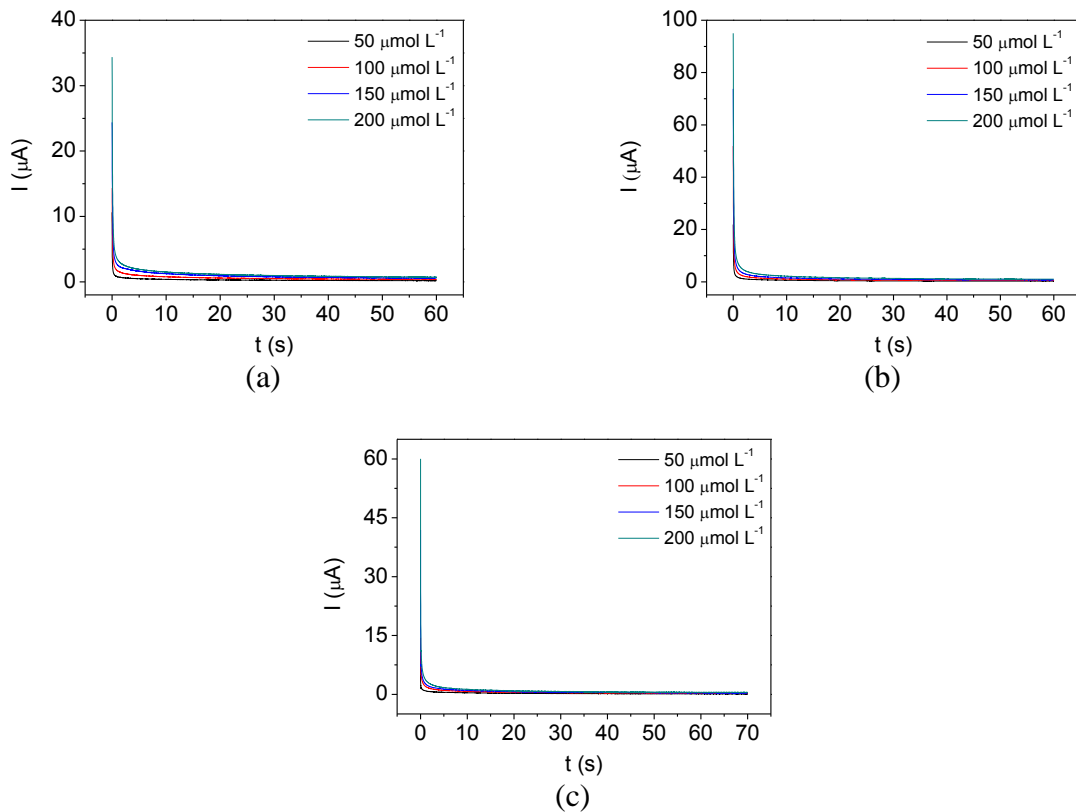 40
30
20
10
0
I (μA)
0 10 20 30 40 50 60
t (s)
50 μmol L⁻¹
100 μmol L⁻¹
150 μmol L⁻¹
200 μmol L⁻¹
(a)
100
80
60
40
20
0
I (μA)
0 10 20 30 40 50 60
t (s)
50 μmol L⁻¹
100 μmol L⁻¹
150 μmol L⁻¹
200 μmol L⁻¹
(b)
60
45
30
15
0
I (μA)
0 10 20 30 40 50 60 70
t (s)
50 μmol L⁻¹
100 μmol L⁻¹
150 μmol L⁻¹
200 μmol L⁻¹
(c)